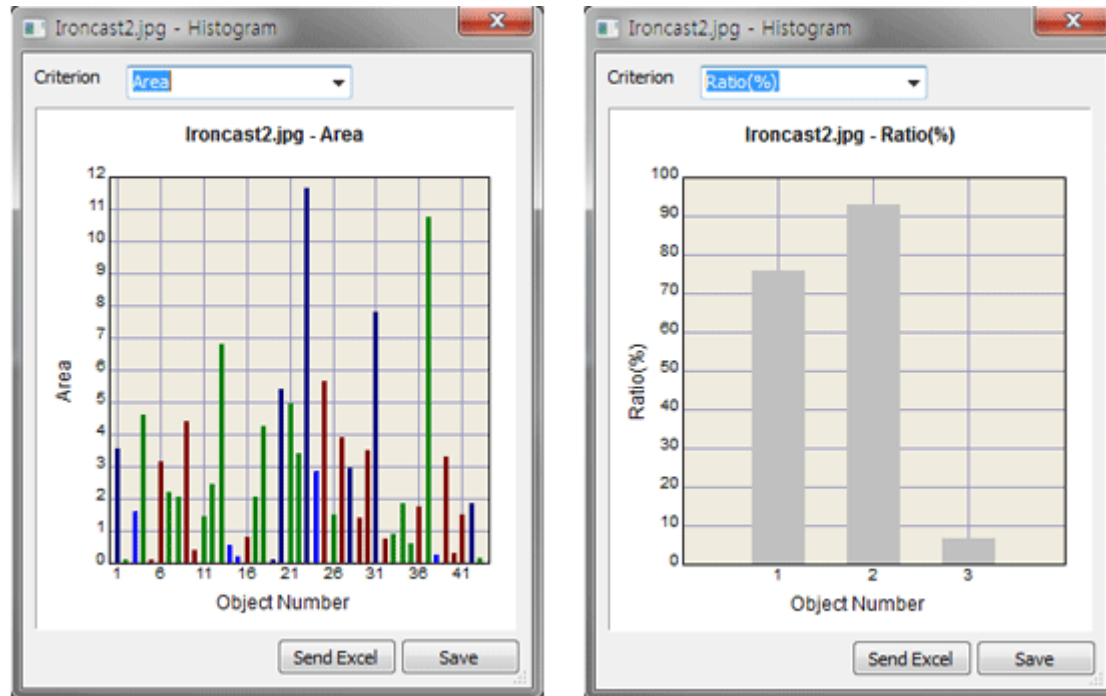 Ironcast2.jpg - Histogram
Criterion Area
Ironcast2.jpg - Area
12
11
10
9
8
7
6
5
4
3
2
1
0
Area
1 6 11 16 21 26 31 36 41
Object Number
Send Excel Save
Ironcast2.jpg - Histogram
Criterion Ratio(%)
Ironcast2.jpg - Ratio(%)
100
90
80
70
60
50
40
30
20
10
0
Ratio(%)
1 2 3
Object Number
Send Excel Save